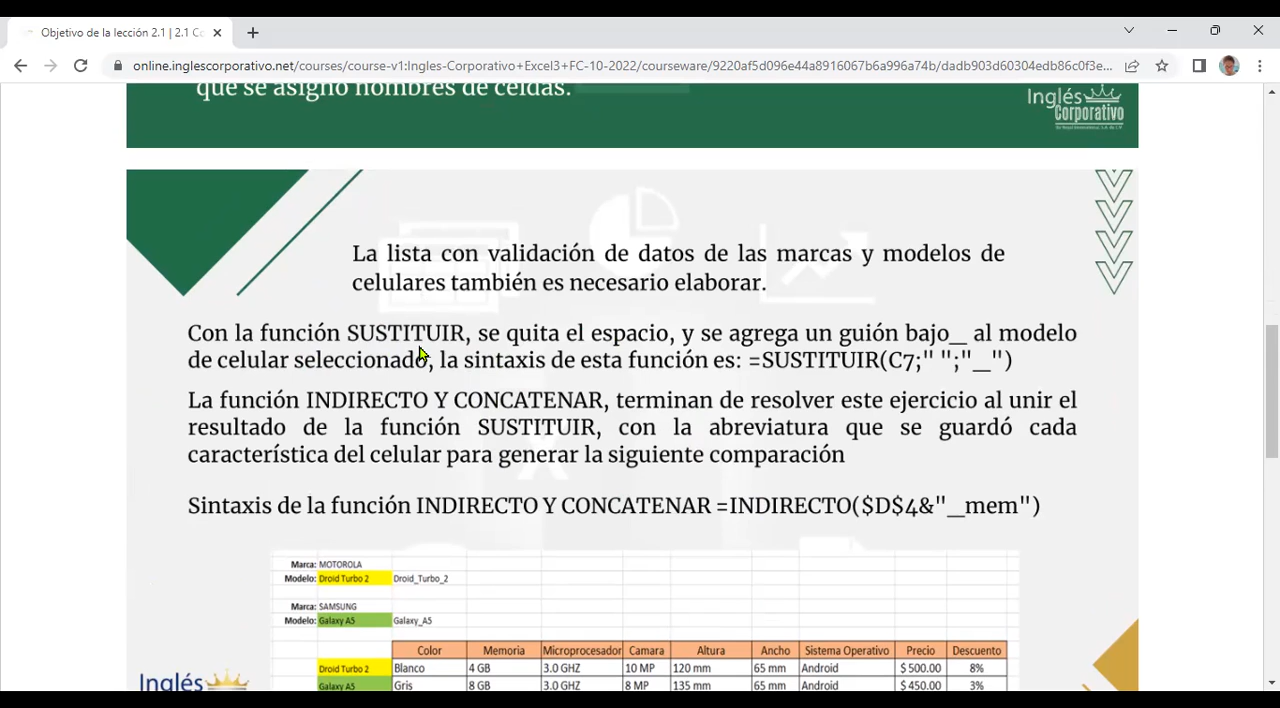 Objetivo de la lección 2.1 | 2.1 Co
online.inglescorporativo.net/courses/course-v1:Ingles-Corporativo+Excel3+FC-10-2022/courseware/9220af5d096e44a8916067b6a996a74b/dadb903d60304edb86c0f3e...
que se asignó nombres de celdas.
Inglés
Corporativo
La lista con validación de datos de las marcas y modelos de
celulares también es necesario elaborar.
Con la función SUSTITUIR, se quita el espacio, y se agrega un guión bajo_ al modelo
de celular seleccionado, la sintaxis de esta función es: =SUSTITUIR(C7;" ";"_")
La función INDIRECTO Y CONCATENAR, terminan de resolver este ejercicio al unir el
resultado de la función SUSTITUIR, con la abreviatura que se guardó cada
característica del celular para generar la siguiente comparación
Sintaxis de la función INDIRECTO Y CONCATENAR =INDIRECTO($D$4&"_mem")
Marca: MOTOROLA
Modelo: Droid Turbo 2 Droid_Turbo_2
Marca: SAMSUNG
Modelo: Galaxy A5 Galaxy_A5
Color Memoria Microprocesador Camara Altura Ancho Sistema Operativo Precio Descuento
Droid Turbo 2 Blanco 4 GB 3.0 GHZ 10 MP 120 mm 65 mm Android $ 500.00 8%
Galaxy A5 Gris 8 GB 3.0 GHZ 8 MP 135 mm 65 mm Android $ 450.00 3%
Inglés